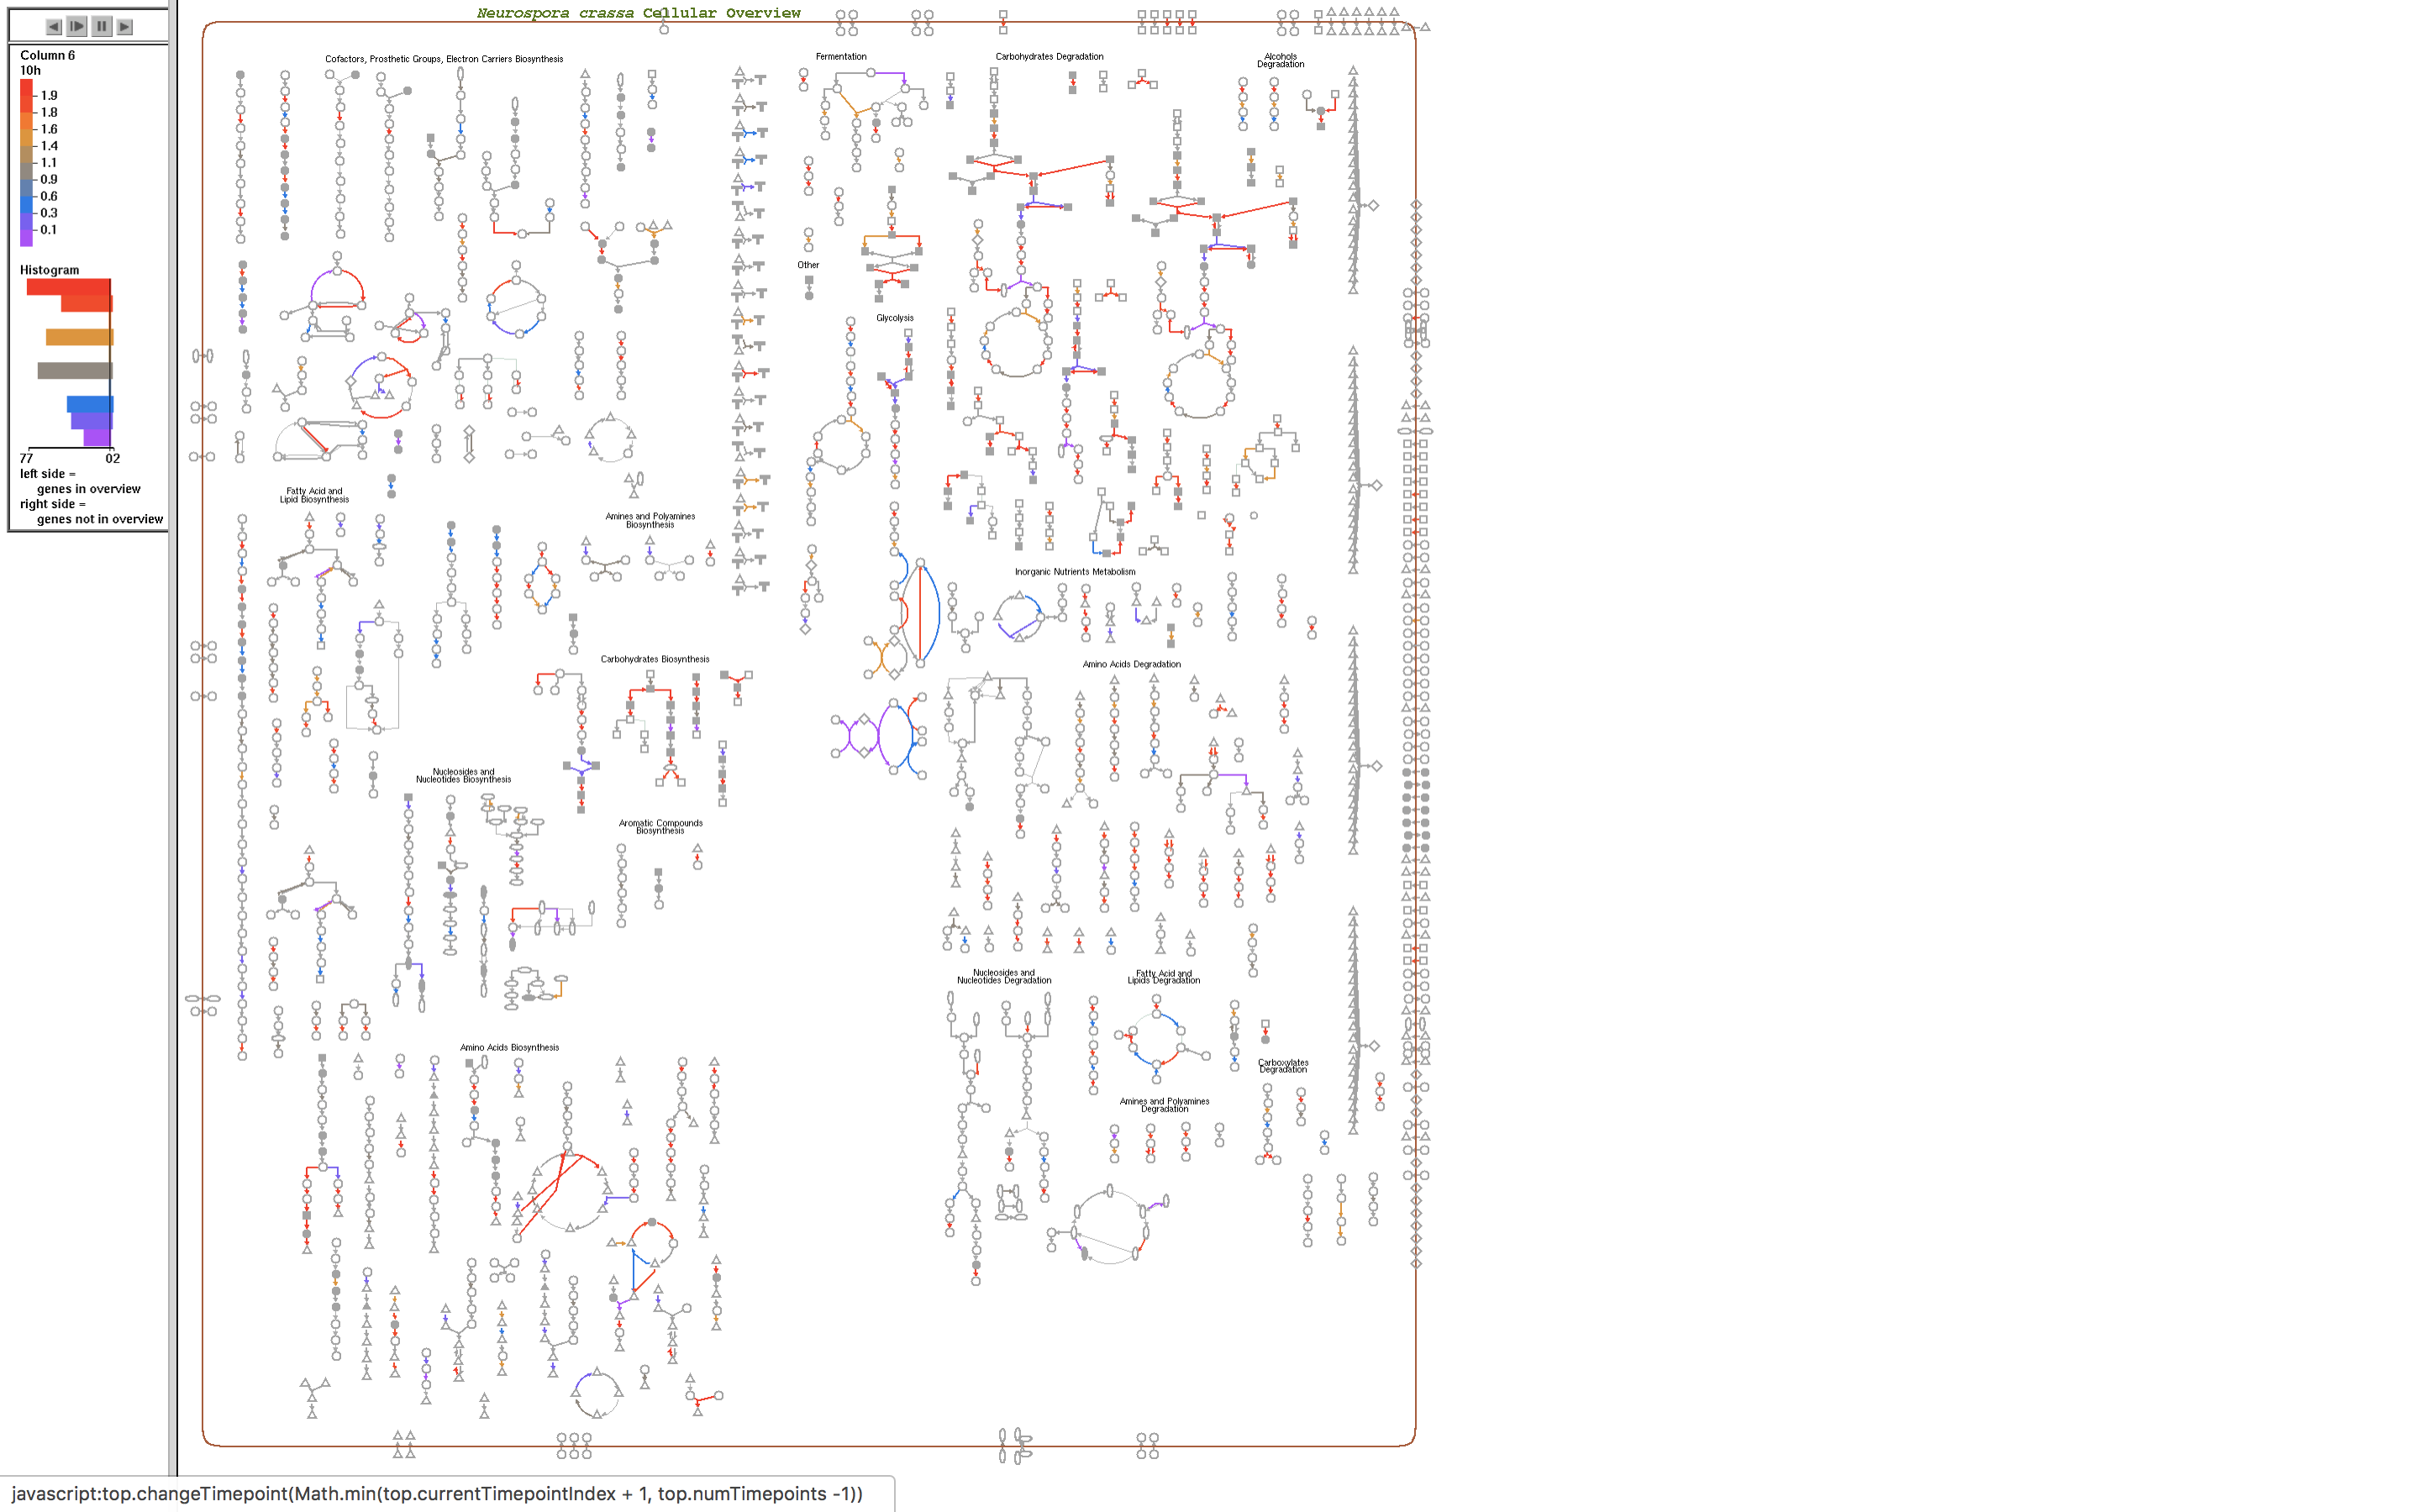 Neurospora crassa Cellular Overview
Column 6
10h
1.9
1.8
1.6
1.4
1.1
0.9
0.6
0.3
0.1
Histogram
77
02
left side =
genes in overview
right side =
genes not in overview
Cofactors, Prosthetic Groups, Electron Carriers Biosynthesis
Fermentation
Carbohydrates Degradation
Alcohols
Degradation
Other
Glycolysis
Fatty Acid and
Lipid Biosynthesis
Amines and Polyamines
Biosynthesis
Inorganic Nutrients Metabolism
Carbohydrates Biosynthesis
Amino Acids Degradation
Nucleosides and
Nucleotides Biosynthesis
Aromatic Compounds
Biosynthesis
Nucleosides and
Nucleotides Degradation
Fatty Acid and
Lipids Degradation
Amino Acids Biosynthesis
Carboxylates
Degradation
Amines and Polyamines
Degradation
javascript:top.changeTimepoint(Math.min(top.currentTimepointIndex + 1, top.numTimepoints -1))